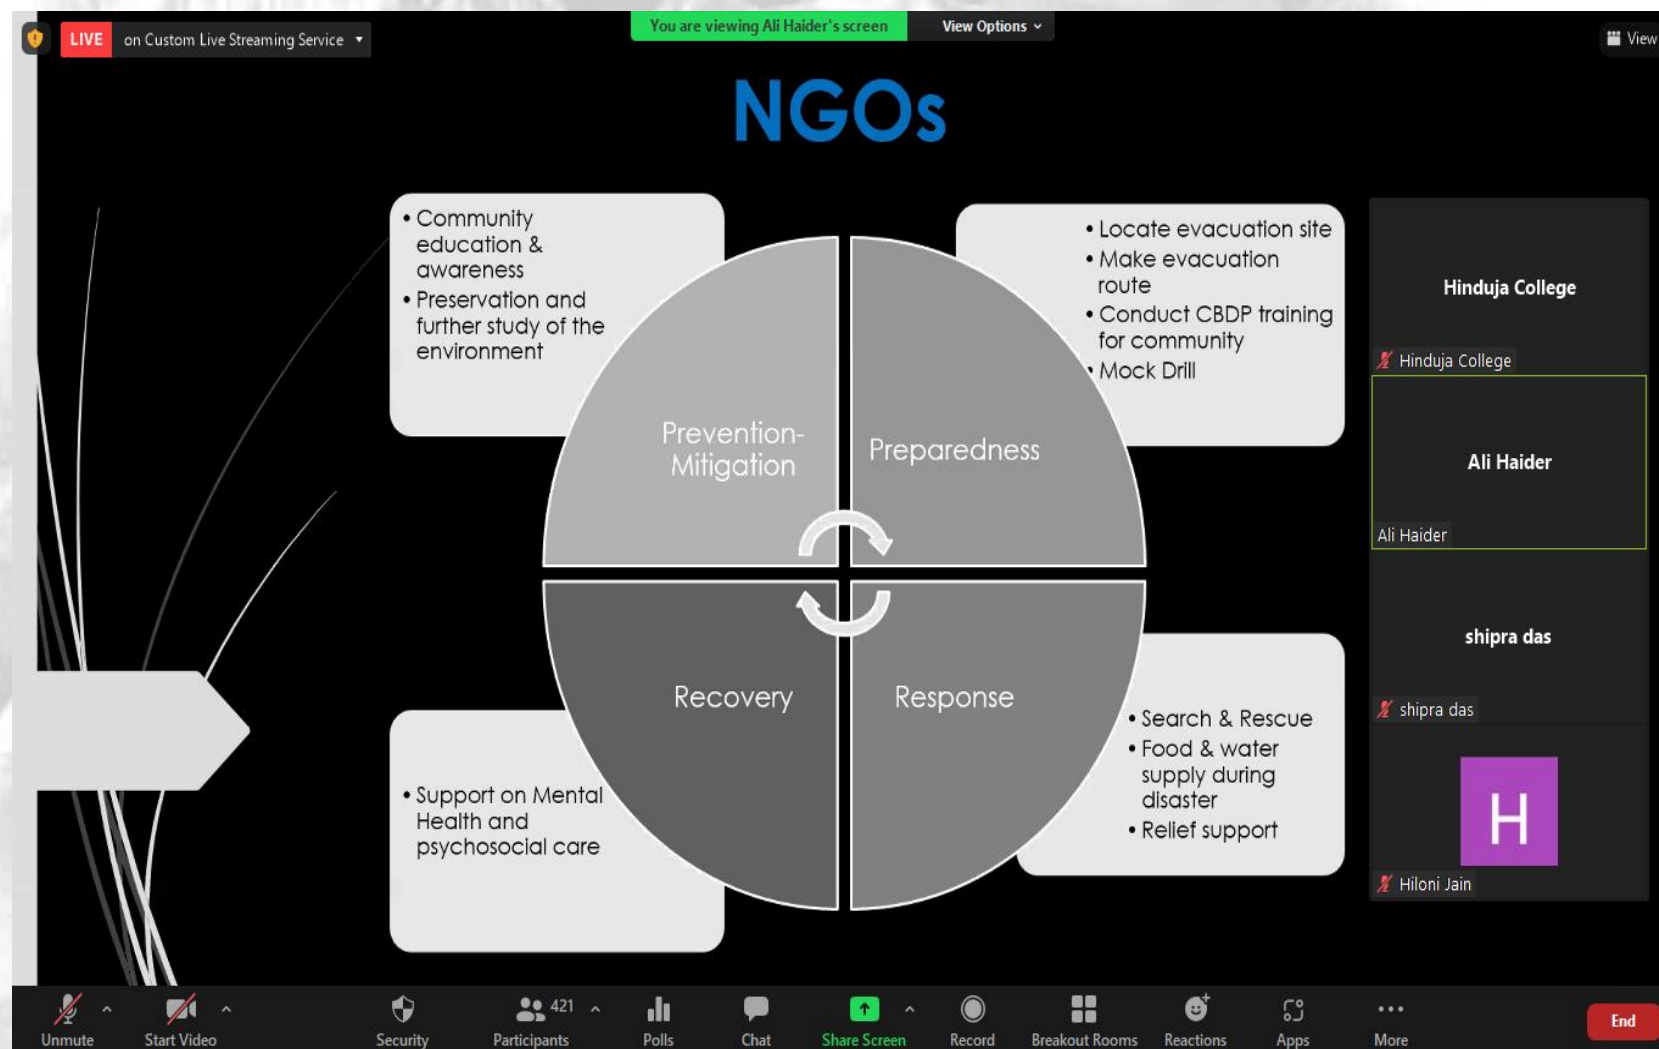 LIVE on Custom Live Streaming Service
You are viewing Ali Haider's screen
View Options
View
NGOs
• Community
education &
awareness
• Preservation and
further study of the
environment
• Locate evacuation site
• Make evacuation
route
• Conduct CBDP training
for community
• Mock Drill
Prevention-
Mitigation
Preparedness
Recovery
Response
• Support on Mental
Health and
psychosocial care
• Search & Rescue
• Food & water
supply during
disaster
• Relief support
Hinduja College
Hinduja College
Ali Haider
Ali Haider
shipra das
shipra das
H
Hiloni Jain
Unmute
Start Video
Security
421
Participants
Polls
Chat
Share Screen
Record
Breakout Rooms
Reactions
Apps
More
End